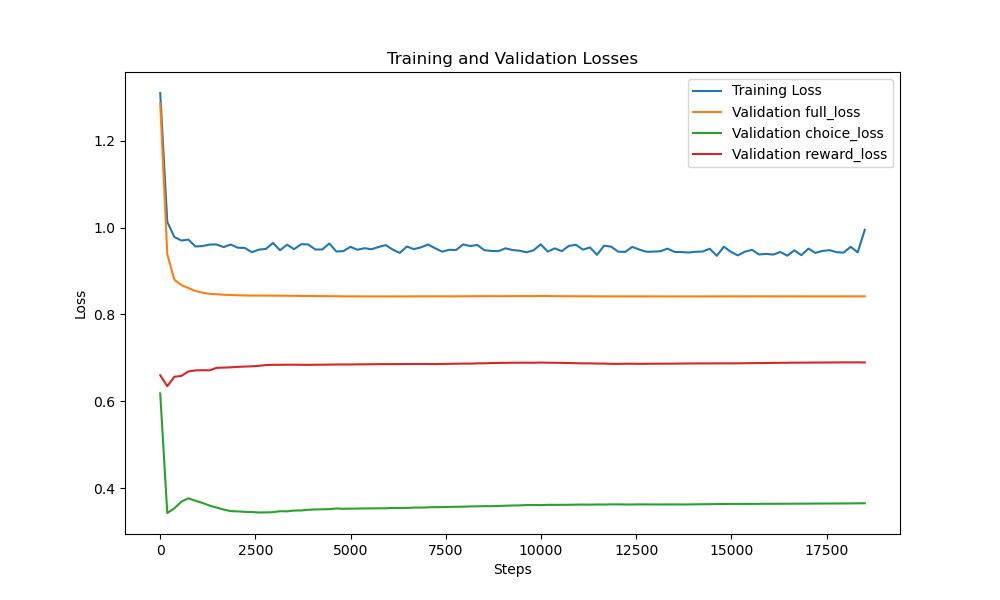 Training and Validation Losses
Training Loss
Validation full_loss
Validation choice_loss
Validation reward_loss
1.2
1.0
0.8
0.6
0.4
Loss
0 2500 5000 7500 10000 12500 15000 17500
Steps